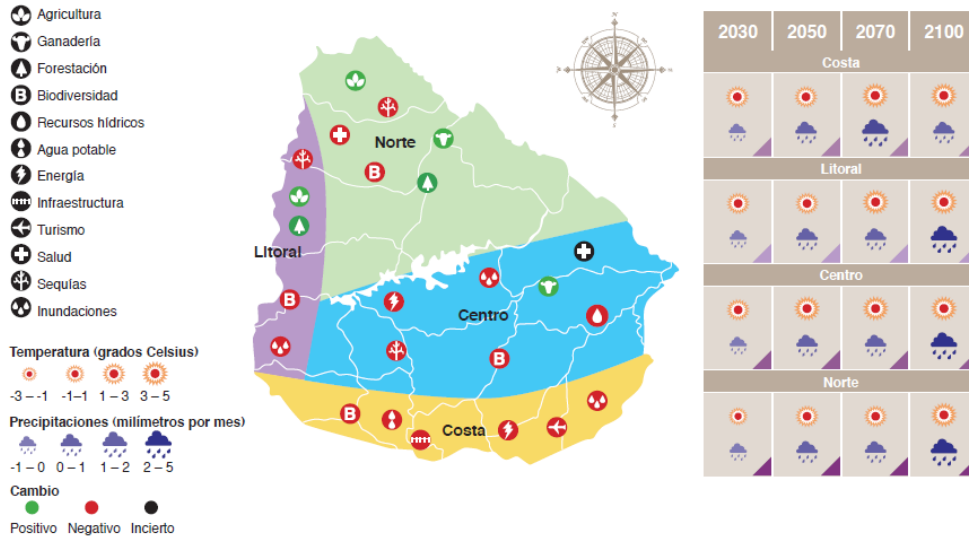 Agricultura
Ganadería
Forestación
B
Biodiversidad
Recursos hídricos
Agua potable
Energía
Infraestructura
Turismo
Salud
Sequías
Inundaciones
Temperatura (grados Celsius)
-3 – -1 -1–1 1 – 3 3 – 5
Precipitaciones (milímetros por mes)
-1 – 0 0 – 1 1 – 2 2 – 5
Cambio
Positivo Negativo Incierto
Norte
B
Litoral
B
Centro
B
B
Costa
2030 2050 2070 2100
Costa
Litoral
Centro
Norte